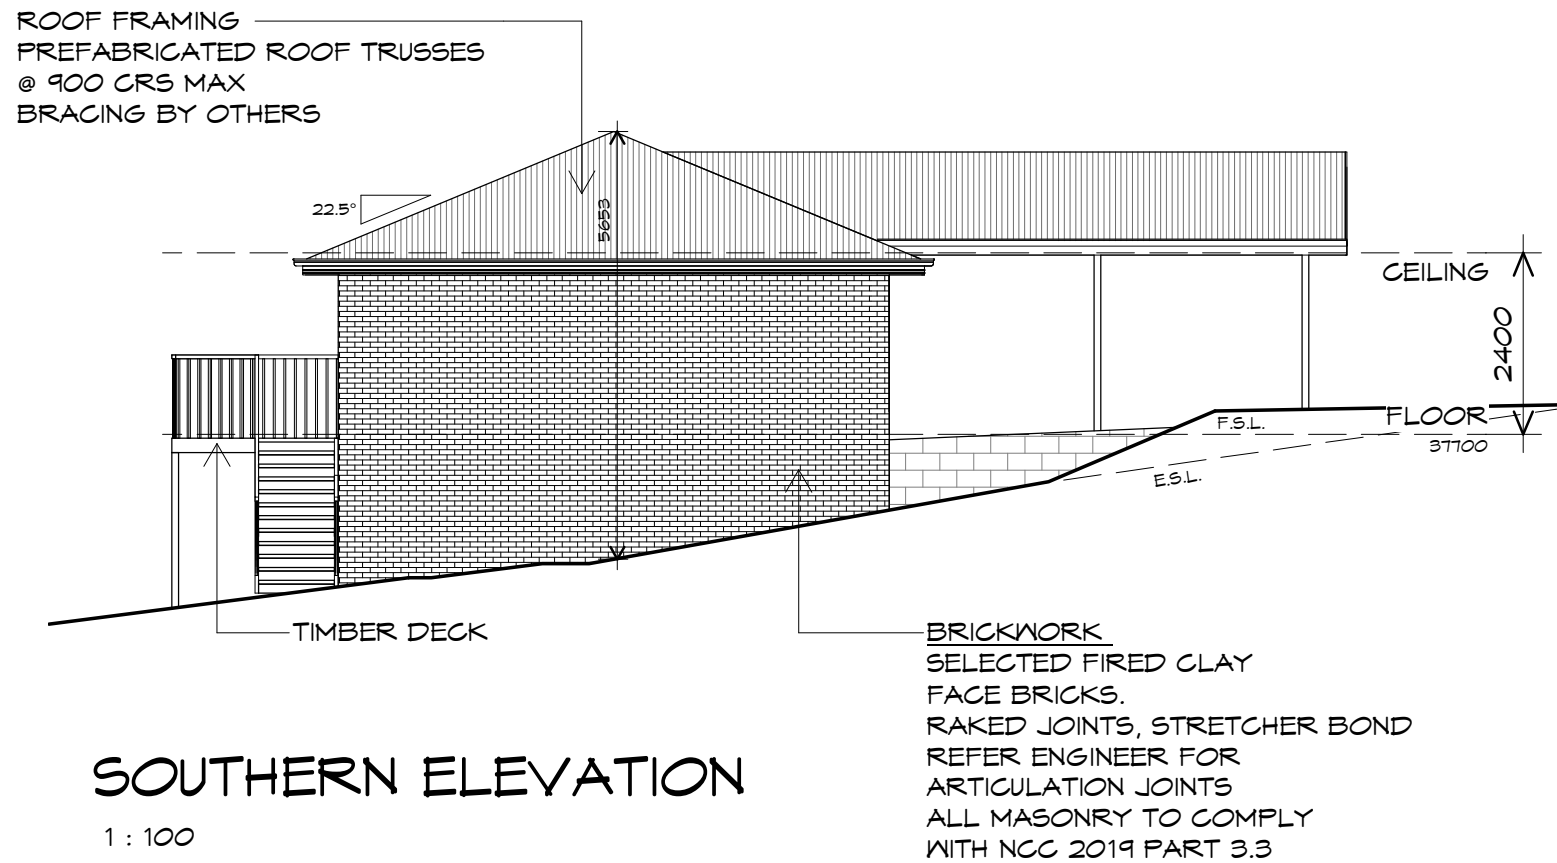 ROOF FRAMING
PREFABRICATED ROOF TRUSSES
@ 900 CRS MAX
BRACING BY OTHERS
22.5°
5653
CEILING
2400
FLOOR
F.S.L.
37700
E.S.L.
TIMBER DECK
BRICKWORK
SELECTED FIRED CLAY
FACE BRICKS.
RAKED JOINTS, STRETCHER BOND
REFER ENGINEER FOR
ARTICULATION JOINTS
ALL MASONRY TO COMPLY
WITH NCC 2019 PART 3.3
SOUTHERN ELEVATION
1 : 100